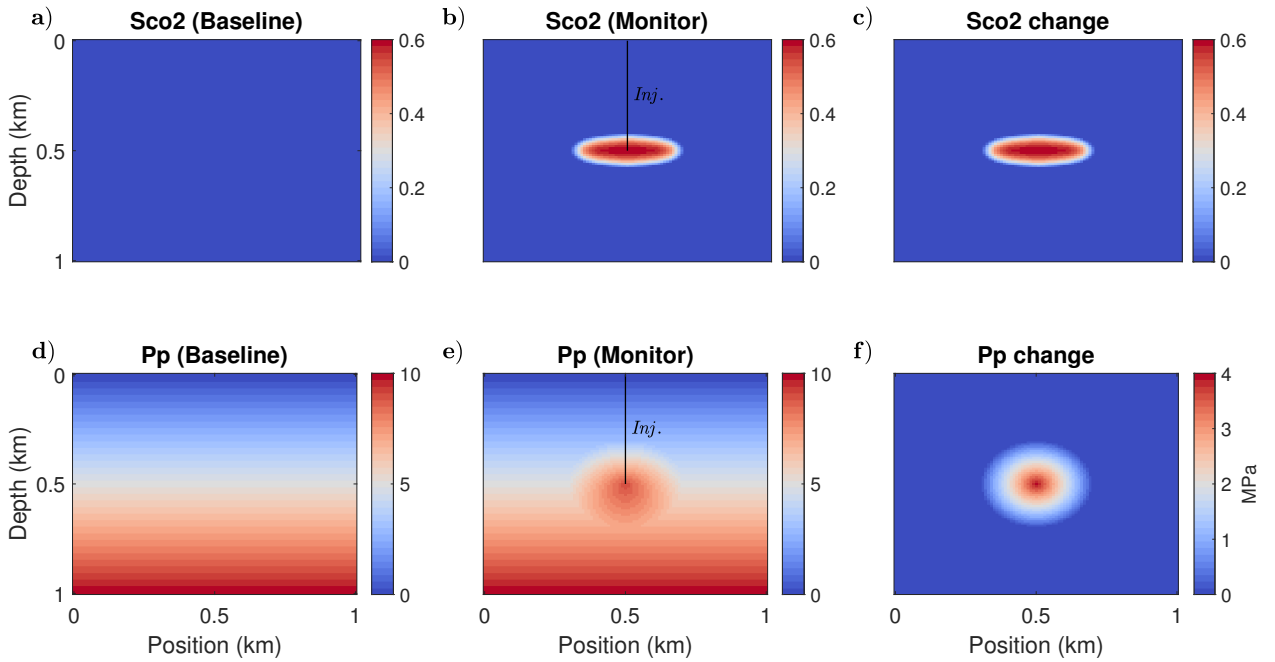 a) Sco2 (Baseline)
b) Sco2 (Monitor)
c) Sco2 change
0
0.5
1
Depth (km)
0.6
0.4
0.2
0
Inj.
0.6
0.4
0.2
0
0.6
0.4
0.2
0
d) Pp (Baseline)
e) Pp (Monitor)
f) Pp change
0
0.5
1
Depth (km)
0
0.5
1
Position (km)
10
5
0
Inj.
0
0.5
1
Position (km)
10
5
0
0
0.5
1
Position (km)
4
3
2
1
0
MPa